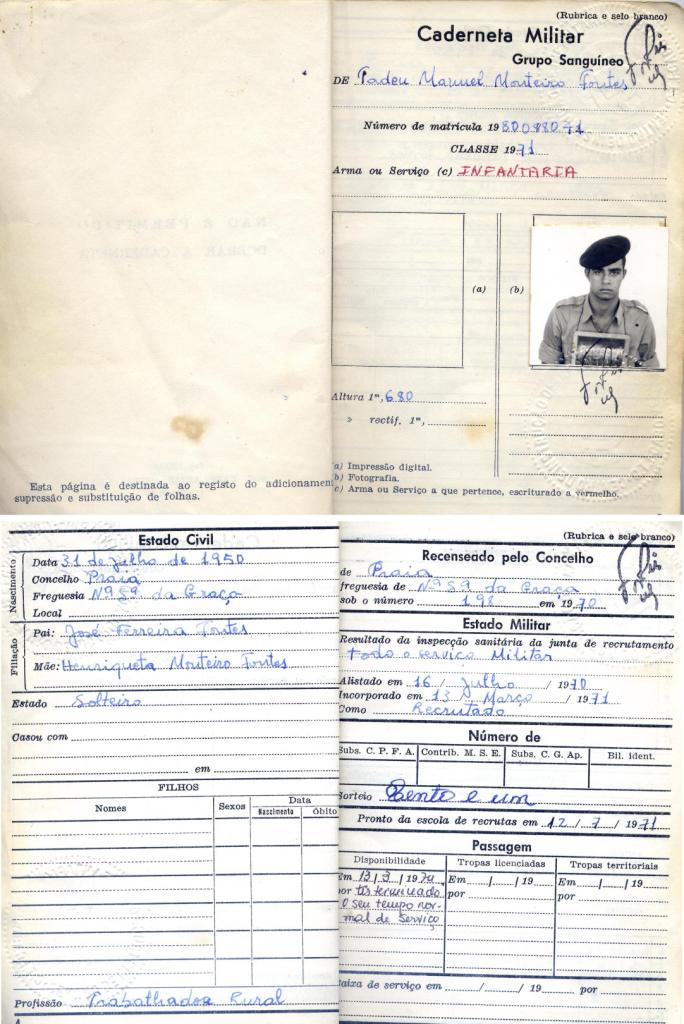 (Rubrica e selo branco)
Caderneta Militar
Grupo Sanguíneo
DE Tadeu Manuel Monteiro Fontes
Número de matrícula 19
CLASSE 1971
Arma ou Serviço (c) INFANTARIA
(a) (b)
Altura 1m, 680
» rectif. 1m,
a) Impressão digital.
b) Fotografia.
c) Arma ou Serviço a que pertence, escriturado a vermelho.
NÃO É PERMITIDO
DOBRAR A CADERNETA
Esta página é destinada ao registo do adicionamen
supressão e substituição de folhas.
Estado Civil
Nascimento
Data 31 de Julho de 1950
Concelho Praia
Freguesia Nª Sª da Graça
Local
Filiação
Pai: José Ferreira Fontes
Mãe: Henriqueta Monteiro Fontes
Estado Solteiro
Casou com
em
FILHOS
Nomes Sexos Data
Nascimento Óbito
Profissão Trabalhador Rural
(Rubrica e selo branco)
Recenseado pelo Concelho
de Praia
freguesia de Nª Sª da Graça
sob o número 198 em 1970
Estado Militar
Resultado da inspecção sanitária da junta de recrutamento
todo o serviço Militar
Alistado em 16 / Julho / 1970
Incorporado em 13 / Março / 1971
Como Recrutado
Número de
Subs. C. P. F. A. Contrib. M. S. E. Subs. C. G. Ap. Bil. ident.
Sorteio Cento e um
Pronto da escola de recrutas em 12 / 7 / 1971
Passagem
Disponibilidade Tropas licenciadas Tropas territoriais
Em 13 / 3 / 1974 Em / / 19 Em / / 19
por ter terminado por por
o seu tempo nor-
mal de serviço
Baixa de serviço em / / 19 por